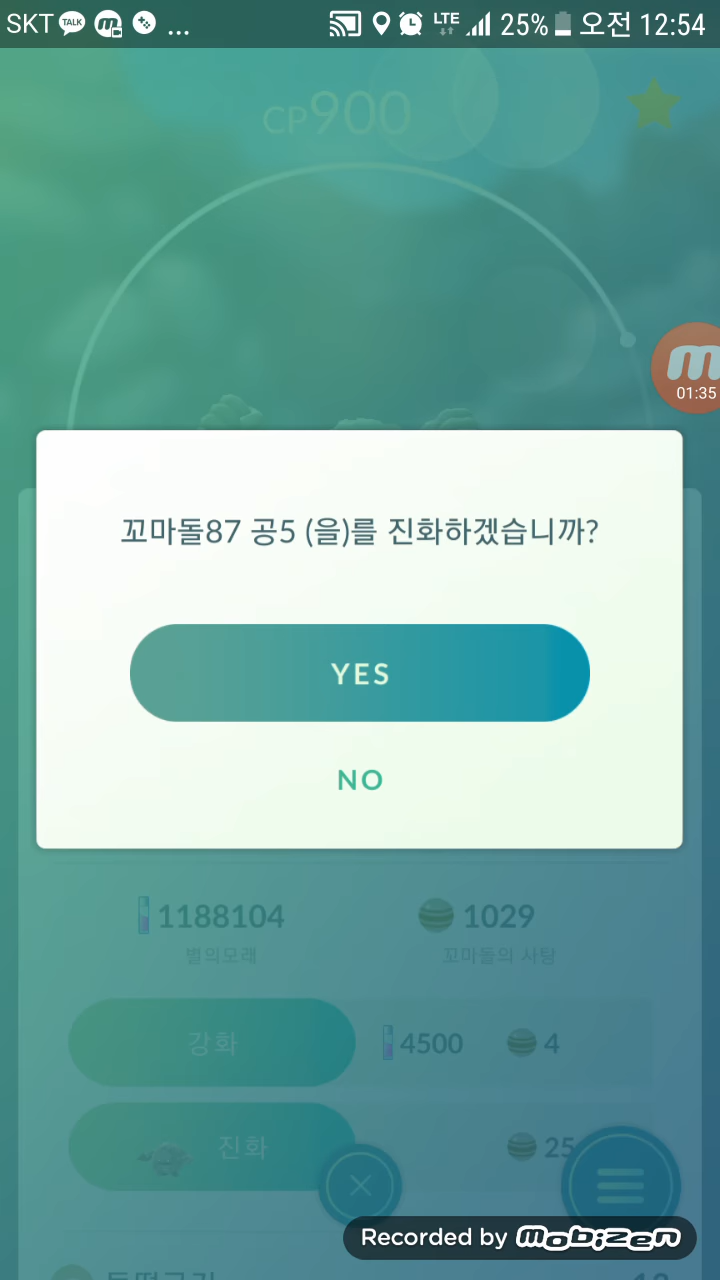 SKT TALK m ... LTE 25% 오전 12:54
CP900
m
01:35
꼬마돌87 공5 (을)를 진화하겠습니까?
YES
NO
1188104 1029
별의모래 꼬마돌의 사탕
강화 4500 4
진화 25
Recorded by mobizen